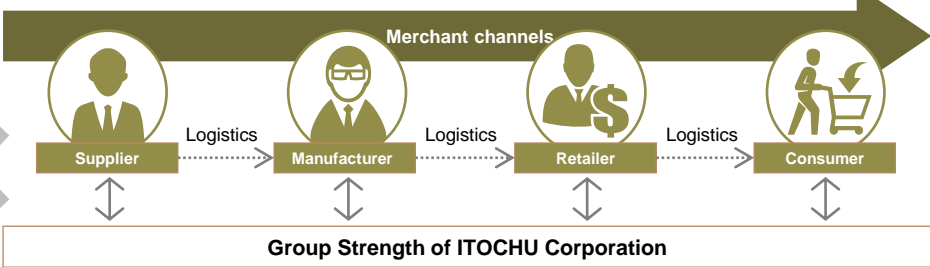 Merchant channels
Logistics
Logistics
Logistics
Supplier
Manufacturer
Retailer
Consumer
$
Group Strength of ITOCHU Corporation